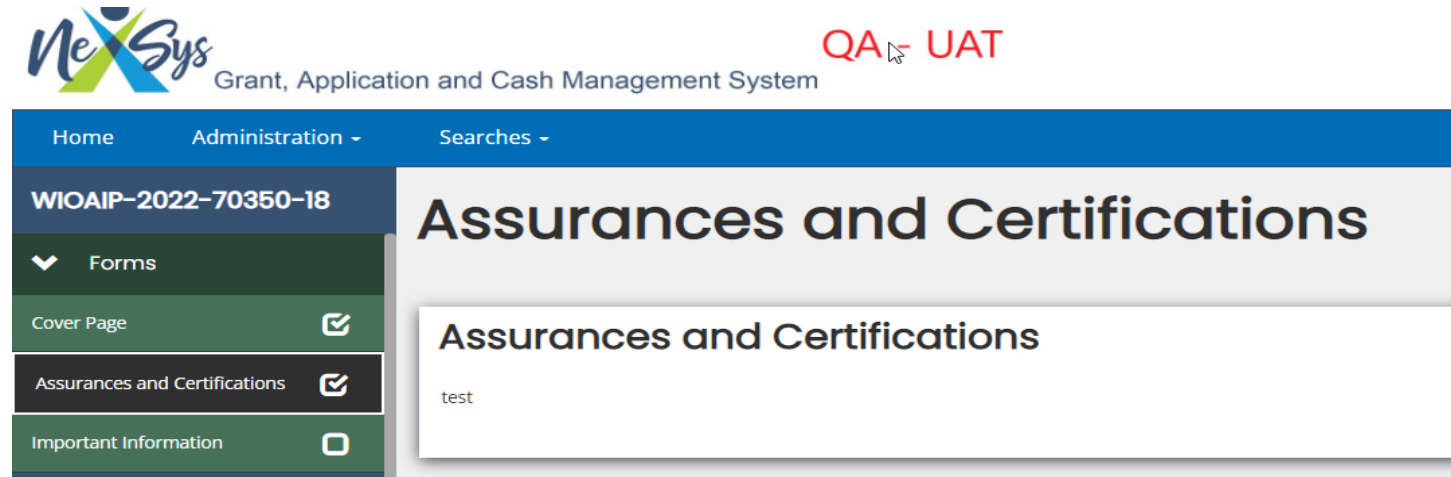 NexSys
Grant, Application and Cash Management System
QA - UAT
Home Administration Searches
WIOAIP-2022-70350-18
Forms
Cover Page
Assurances and Certifications
Important Information
Assurances and Certifications
Assurances and Certifications
test